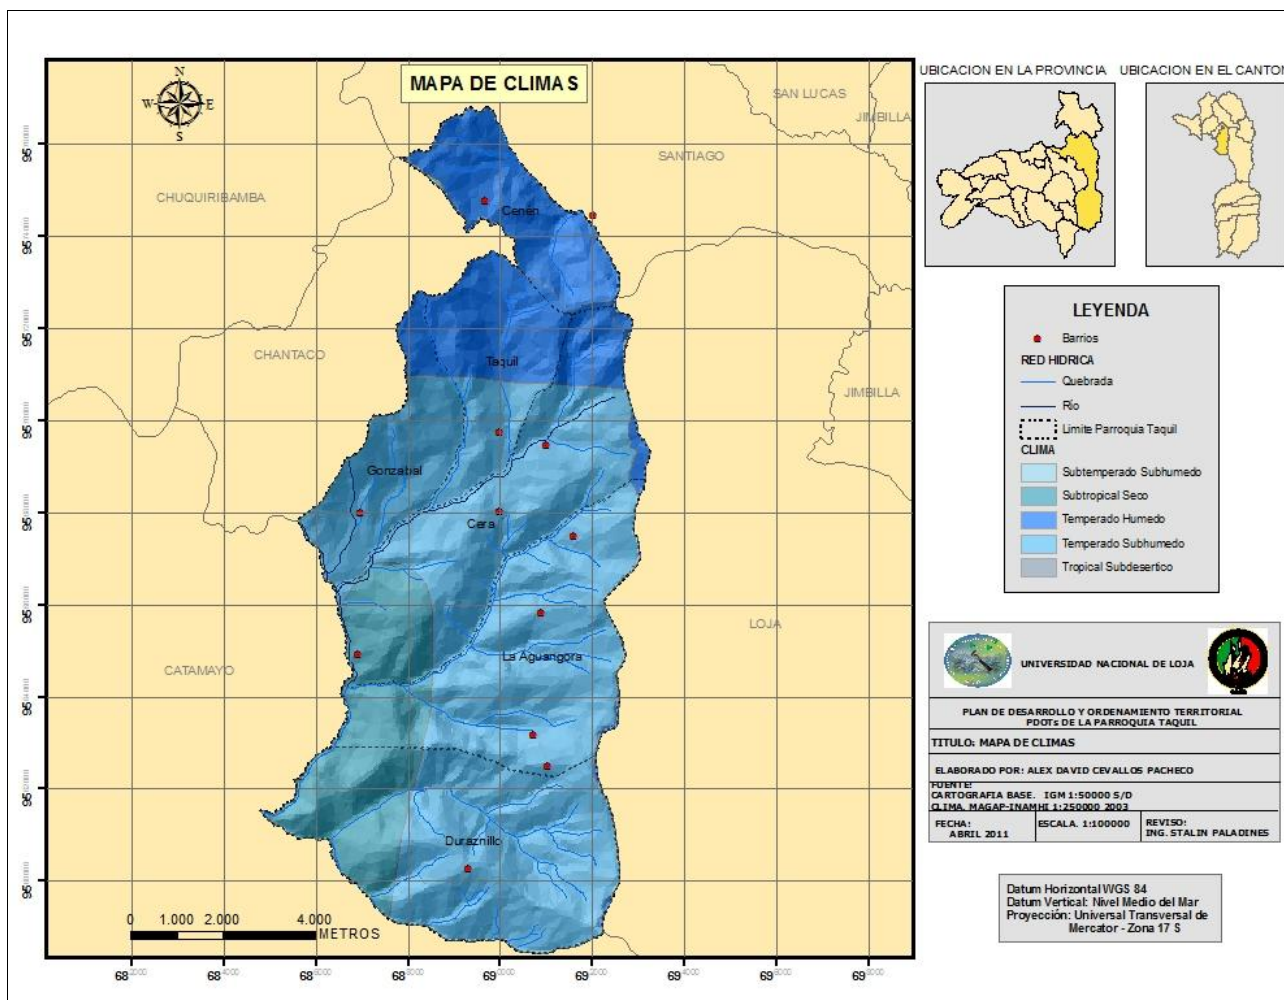 MAPA DE CLIMAS
N
W
E
S
SAN LUCAS
JIMBILLA
SANTIAGO
CHUQUIRIBAMBA
CHANTACO
JIMBILLA
CATAMAYO
LOJA
Cenen
Taquil
Gonzabal
Cera
La Aguangora
Duraznillo
0 1.000 2.000 4.000
METROS
UBICACION EN LA PROVINCIA
UBICACION EN EL CANTON
LEYENDA
Barrios
RED HIDRICA
Quebrada
Río
Limite Parroquia Taquil
CLIMA
Subtemperado Subhumedo
Subtropical Seco
Temperado Humedo
Temperado Subhumedo
Tropical Subdesertico
UNIVERSIDAD NACIONAL DE LOJA
PLAN DE DESARROLLO Y ORDENAMIENTO TERRITORIAL
PDOTs DE LA PARROQUIA TAQUIL
TITULO: MAPA DE CLIMAS
ELABORADO POR: ALEX DAVID CEVALLOS PACHECO
FUENTE:
CARTOGRAFIA BASE. IGM 1:50000 S/D
CLIMA. MAGAP-INAMHI 1:250000 2003
FECHA:
ABRIL 2011
ESCALA. 1:100000
REVISO:
ING. STALIN PALADINES
Datum Horizontal WGS 84
Datum Vertical: Nivel Medio del Mar
Proyección: Universal Transversal de
Mercator - Zona 17 S